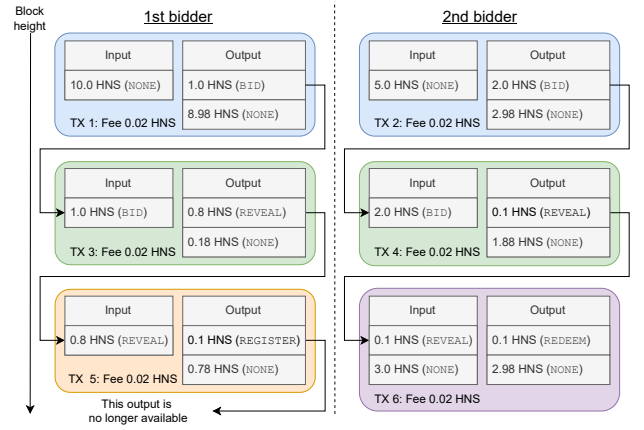 Block
height
1st bidder
2nd bidder
Input
Output
10.0 HNS (NONE)
1.0 HNS (BID)
8.98 HNS (NONE)
TX 1: Fee 0.02 HNS
Input
Output
5.0 HNS (NONE)
2.0 HNS (BID)
2.98 HNS (NONE)
TX 2: Fee 0.02 HNS
Input
Output
1.0 HNS (BID)
0.8 HNS (REVEAL)
0.18 HNS (NONE)
TX 3: Fee 0.02 HNS
Input
Output
2.0 HNS (BID)
0.1 HNS (REVEAL)
1.88 HNS (NONE)
TX 4: Fee 0.02 HNS
Input
Output
0.8 HNS (REVEAL)
0.1 HNS (REGISTER)
0.78 HNS (NONE)
TX 5: Fee 0.02 HNS
Input
Output
0.1 HNS (REVEAL)
0.1 HNS (REDEEM)
3.0 HNS (NONE)
2.98 HNS (NONE)
TX 6: Fee 0.02 HNS
This output is
no longer available